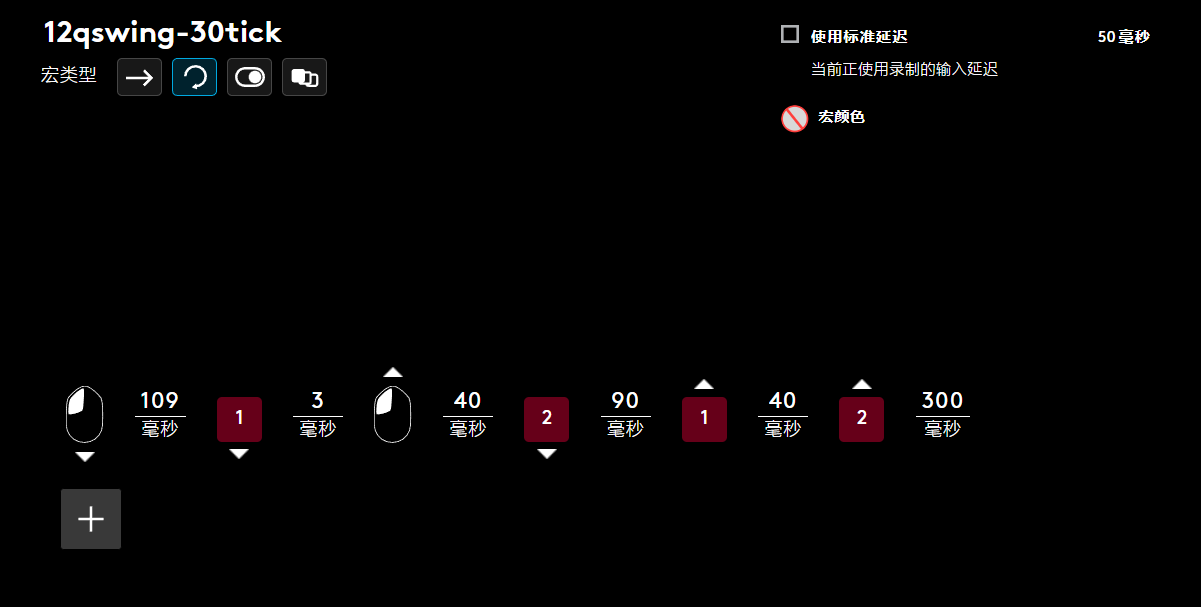 12qswing-30tick
宏类型
使用标准延迟 50毫秒
当前正使用录制的输入延迟
宏颜色
109 3 40 90 40 300
1 2 1 2
毫秒 毫秒 毫秒 毫秒 毫秒 毫秒